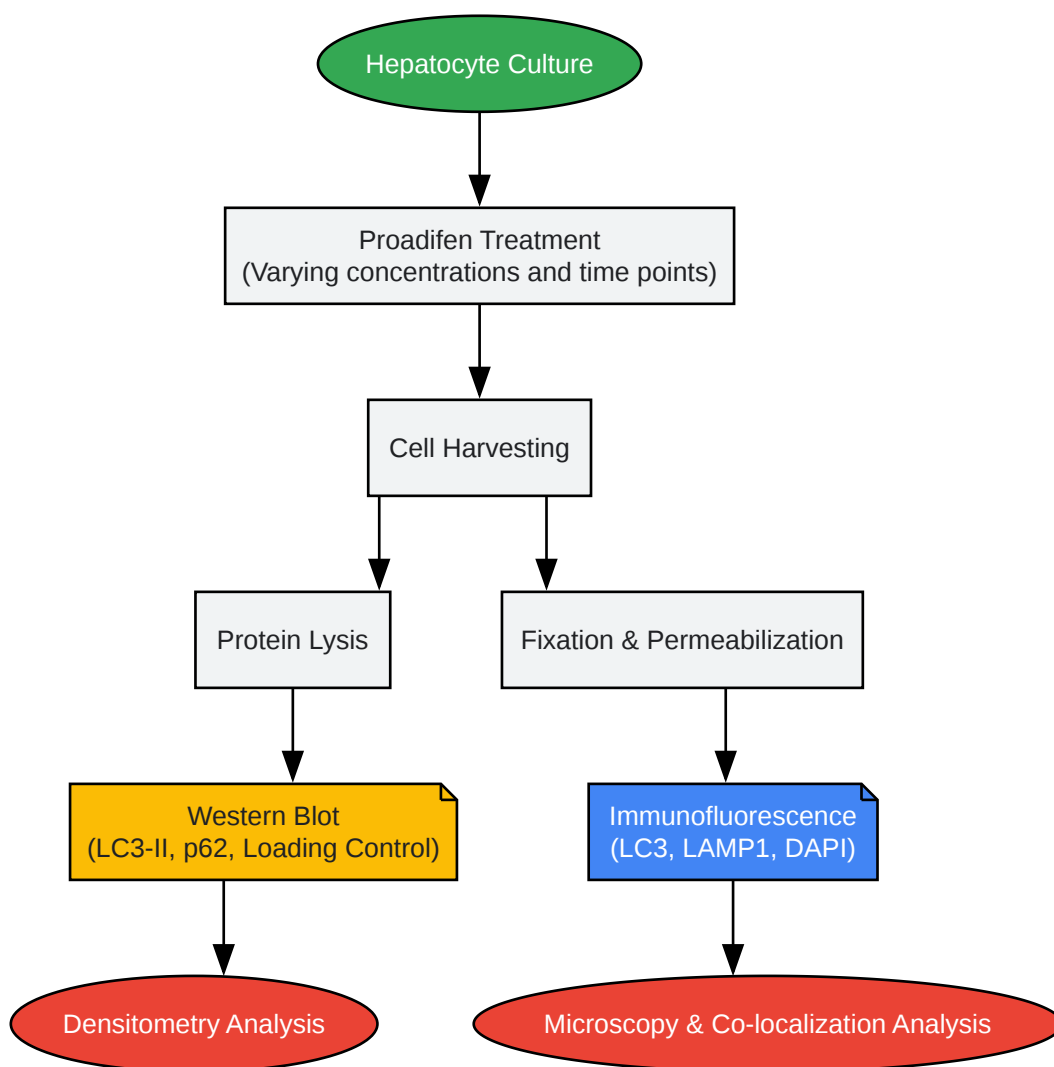 Hepatocyte Culture
Proadifen Treatment
(Varying concentrations and time points)
Cell Harvesting
Protein Lysis
Fixation & Permeabilization
Western Blot
(LC3-II, p62, Loading Control)
Immunofluorescence
(LC3, LAMP1, DAPI)
Densitometry Analysis
Microscopy & Co-localization Analysis